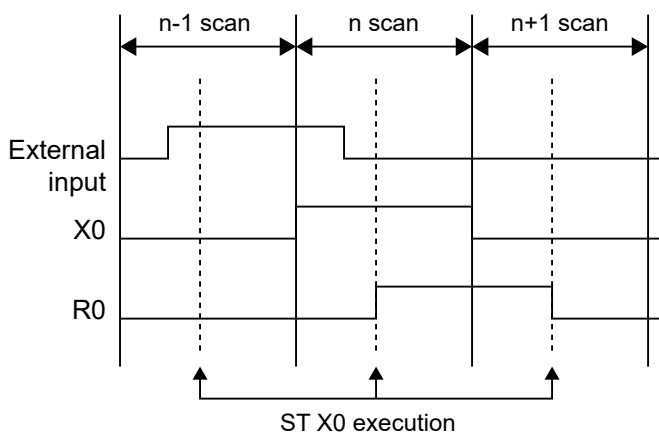 n-1 scan
n scan
n+1 scan
External
input
X0
R0
ST X0 execution